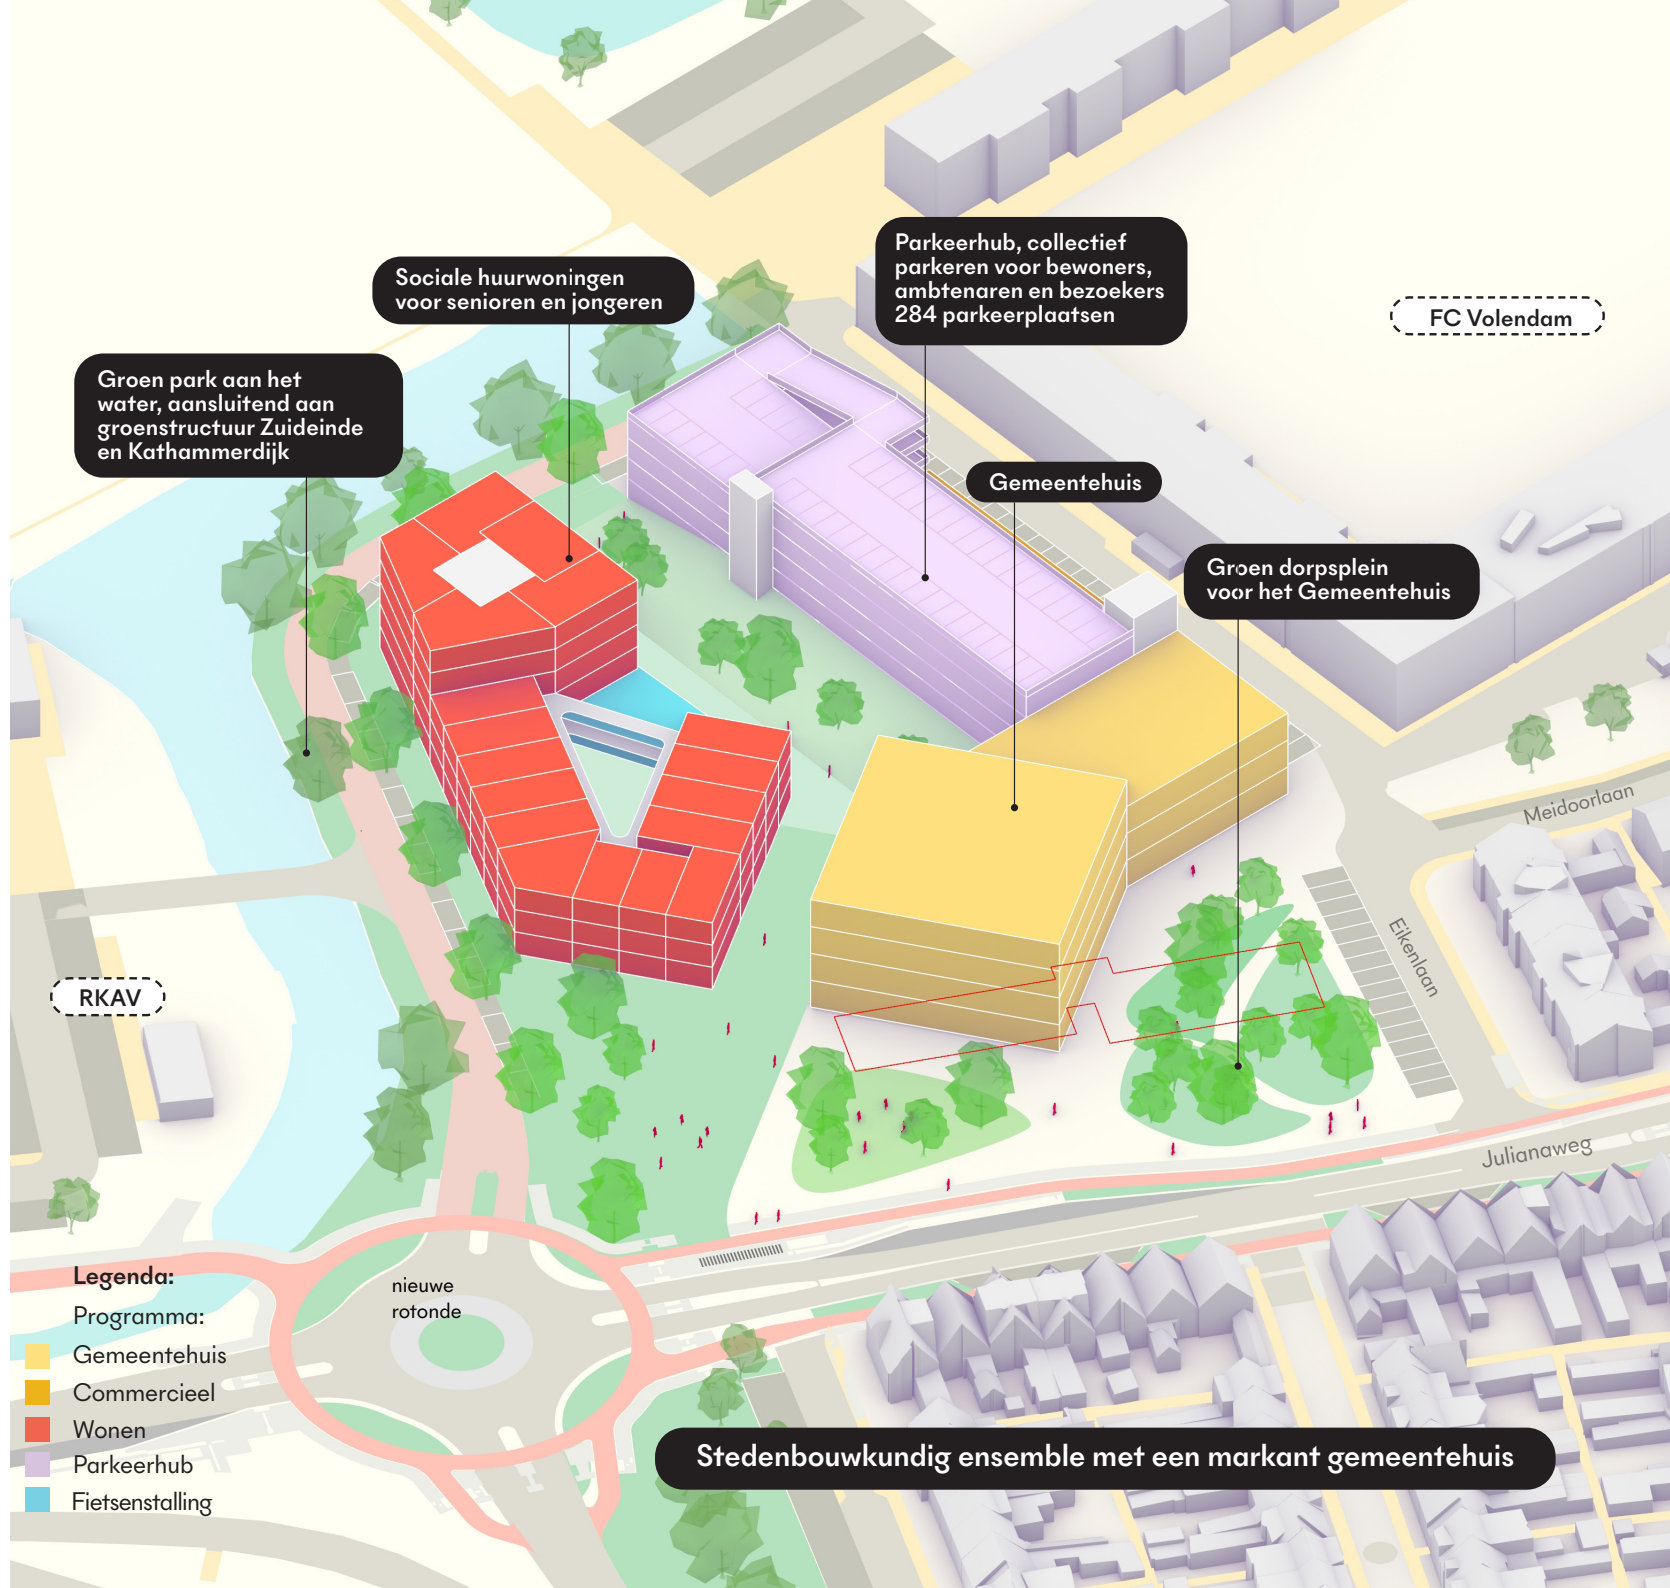 Parkeerhub, collectief
parkeren voor bewoners,
ambtenaren en bezoekers
284 parkeerplaatsen
Sociale huurwoningen
voor senioren en jongeren
FC Volendam
Groen park aan het
water, aansluitend aan
groenstructuur Zuideinde
en Kathammerdijk
Gemeentehuis
Groen dorpsplein
voor het Gemeentehuis
Meidoorlaan
Eikenlaan
RKAV
Julianaweg
nieuwe
rotonde
Legenda:
Programma:
Gemeentehuis
Commercieel
Wonen
Parkeerhub
Fietsenstalling
Stedenbouwkundig ensemble met een markant gemeentehuis